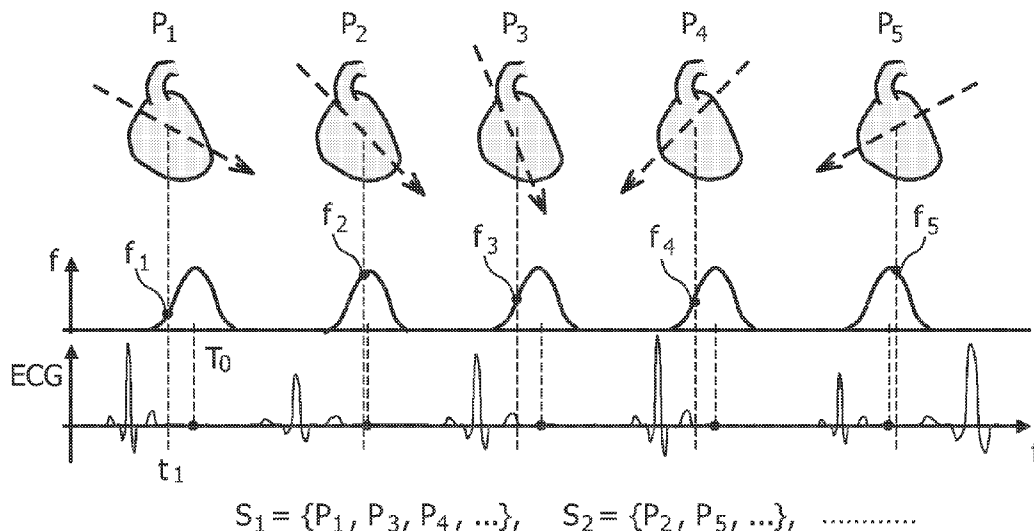 P1 P2 P3 P4 P5
f1 f2 f3 f4 f5
f
T0
ECG
t1
t
S1 = {P1, P3, P4, ...}, S2 = {P2, P5, ...}, ..................